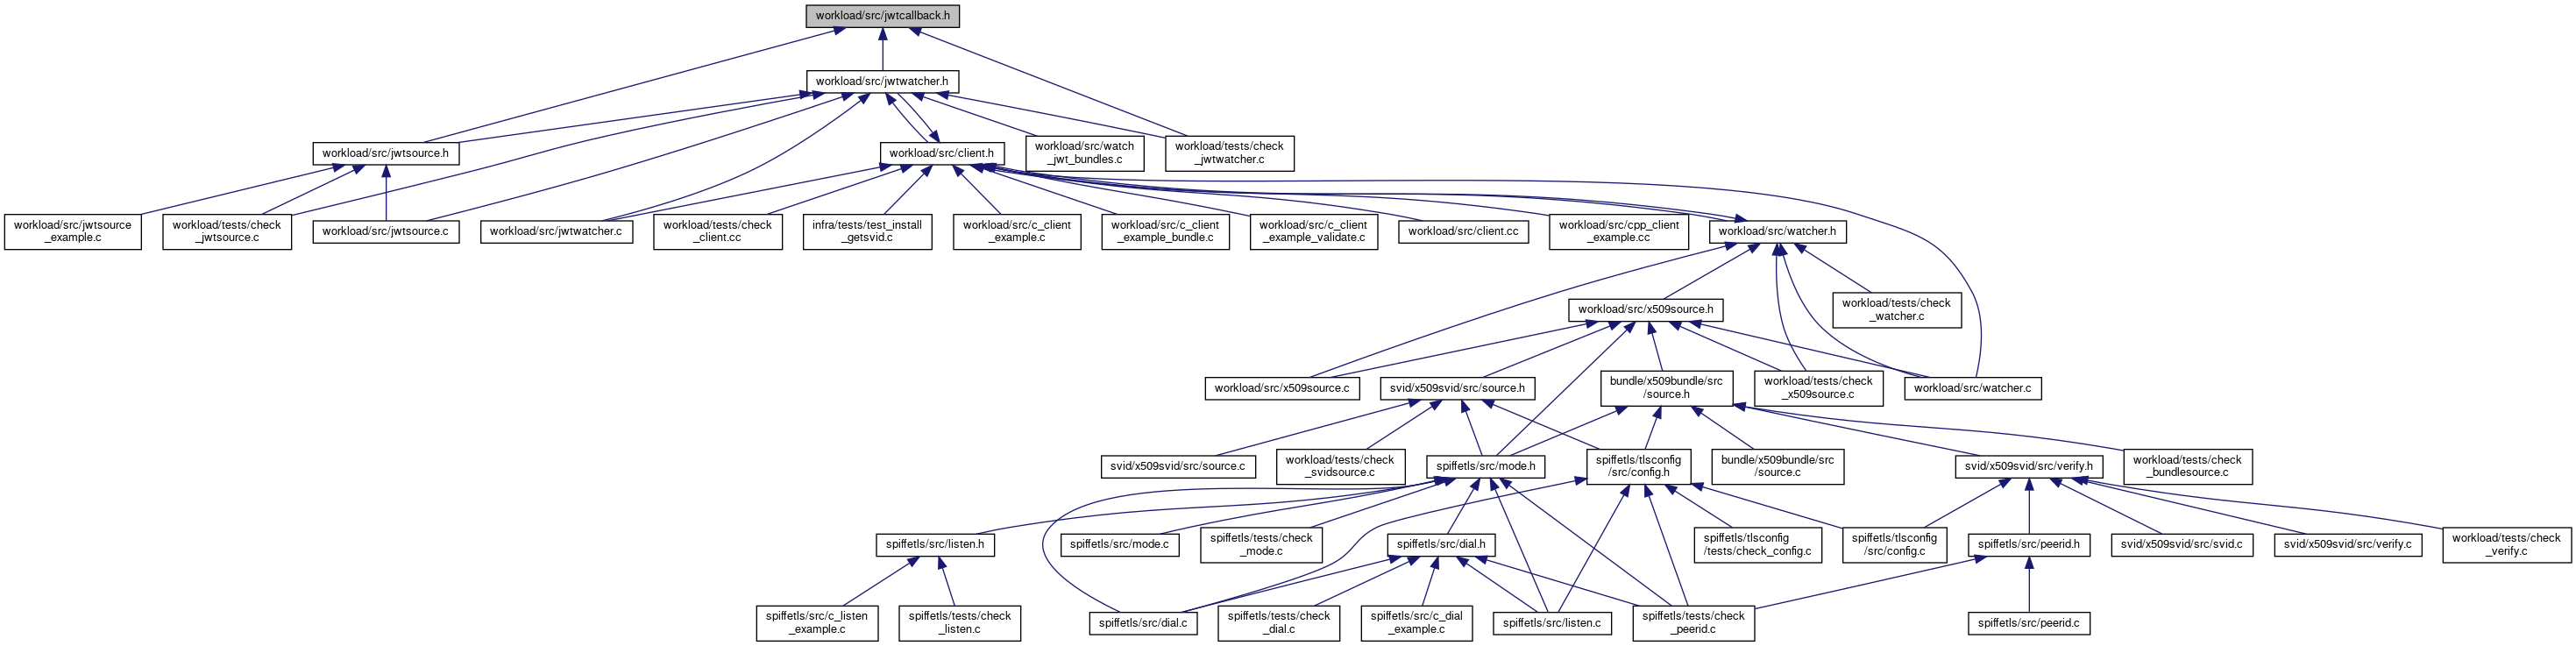 workload/src/jwtcallback.h
workload/src/jwtwatcher.h
workload/src/jwtsource.h
workload/src/client.h
workload/src/watch
_jwt_bundles.c
workload/tests/check
_jwtwatcher.c
workload/src/jwtsource
_example.c
workload/tests/check
_jwtsource.c
workload/src/jwtsource.c
workload/src/jwtwatcher.c
workload/tests/check
_client.cc
infra/tests/test_install
_getsvid.c
workload/src/c_client
_example.c
workload/src/c_client
_example_bundle.c
workload/src/c_client
_example_validate.c
workload/src/client.cc
workload/src/cpp_client
_example.cc
workload/src/watcher.h
workload/src/x509source.h
workload/tests/check
_watcher.c
workload/src/x509source.c
svid/x509svid/src/source.h
bundle/x509bundle/src
/source.h
workload/tests/check
_x509source.c
workload/src/watcher.c
svid/x509svid/src/source.c
workload/tests/check
_svidsource.c
spiffetls/src/mode.h
spiffetls/tlsconfig
/src/config.h
bundle/x509bundle/src
/source.c
svid/x509svid/src/verify.h
workload/tests/check
_bundlesource.c
spiffetls/src/listen.h
spiffetls/src/mode.c
spiffetls/tests/check
_mode.c
spiffetls/src/dial.h
spiffetls/tlsconfig
/tests/check_config.c
spiffetls/tlsconfig
/src/config.c
spiffetls/src/peerid.h
svid/x509svid/src/svid.c
svid/x509svid/src/verify.c
workload/tests/check
_verify.c
spiffetls/src/c_listen
_example.c
spiffetls/tests/check
_listen.c
spiffetls/src/dial.c
spiffetls/tests/check
_dial.c
spiffetls/src/c_dial
_example.c
spiffetls/src/listen.c
spiffetls/tests/check
_peerid.c
spiffetls/src/peerid.c